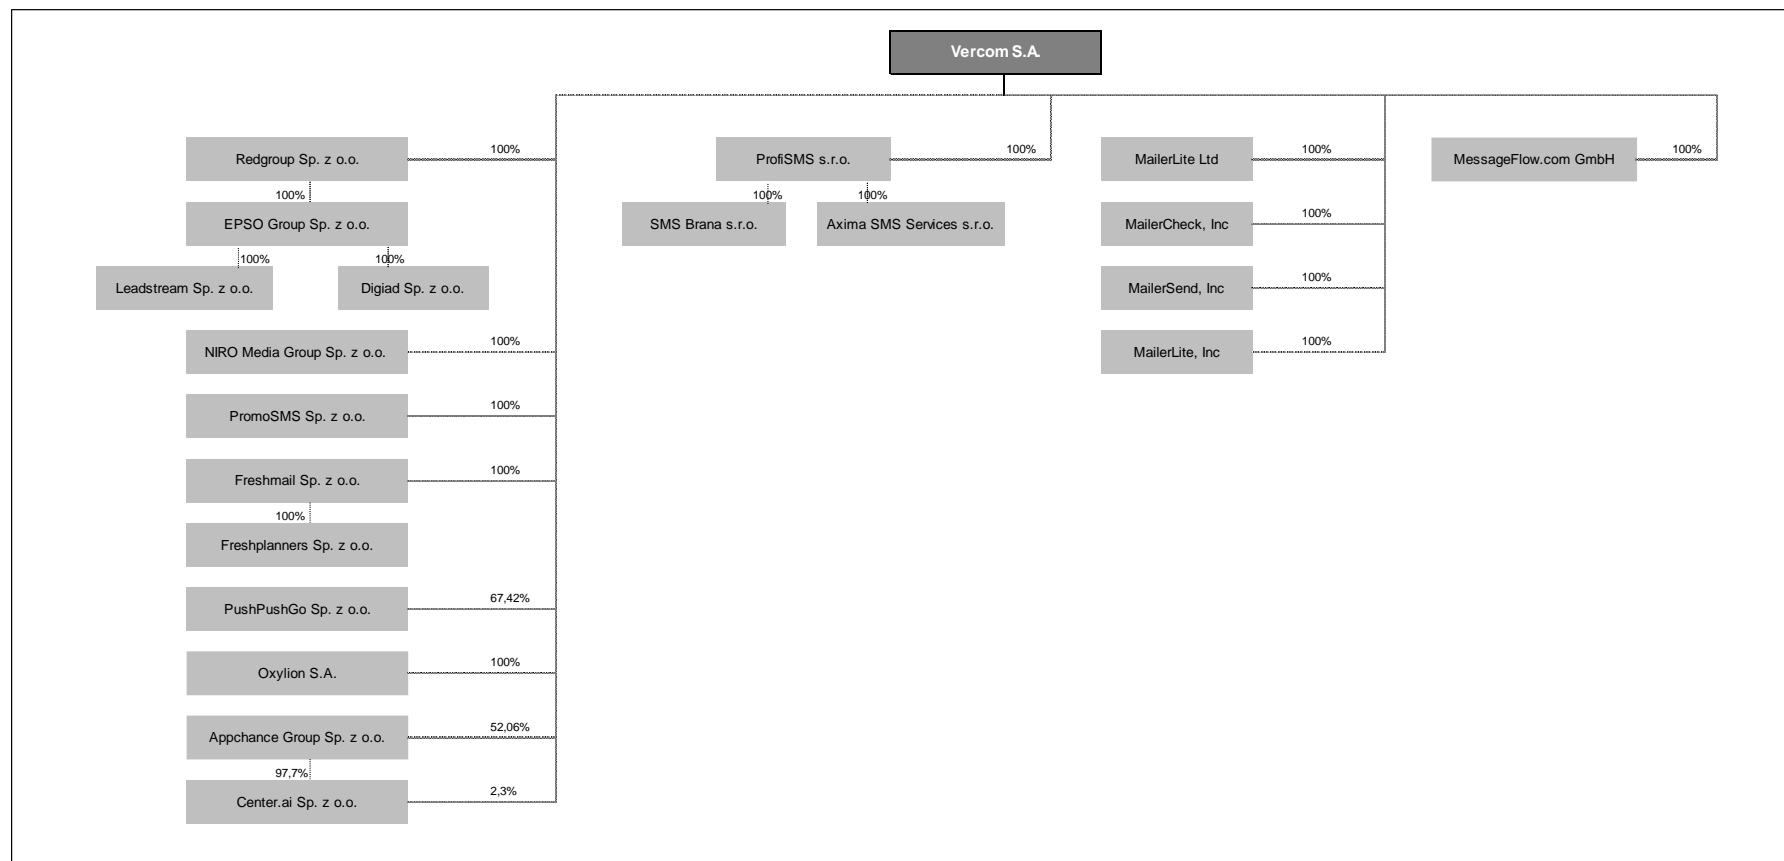 Vercom S.A.
Redgroup Sp. z o.o.
100%
ProfiSMS s.r.o.
100%
MailerLite Ltd
100%
MessageFlow.com GmbH
100%
100%
100%
100%
EPSO Group Sp. z o.o.
SMS Brana s.r.o.
Axima SMS Services s.r.o.
MailerCheck, Inc
100%
100%
100%
Leadstream Sp. z o.o.
Digiad Sp. z o.o.
MailerSend, Inc
100%
NIRO Media Group Sp. z o.o.
100%
MailerLite, Inc
100%
PromoSMS Sp. z o.o.
100%
Freshmail Sp. z o.o.
100%
100%
Freshplanners Sp. z o.o.
PushPushGo Sp. z o.o.
67,42%
Oxylion S.A.
100%
Appchance Group Sp. z o.o.
52,06%
97,7%
Center.ai Sp. z o.o.
2,3%